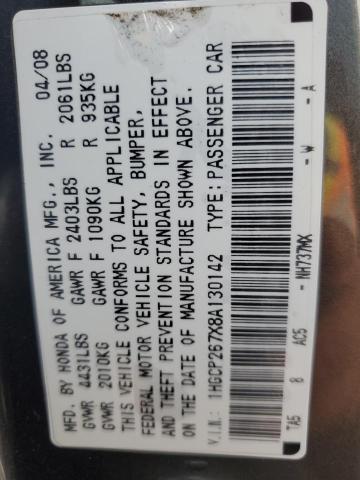 MFD. BY HONDA OF AMERICA MFG., INC. 04/08
GVWR 4431LBS GAWR F 2403LBS R 2061LBS
GVWR 2010KG GAWR F 1090KG R 935KG
THIS VEHICLE CONFORMS TO ALL APPLICABLE
FEDERAL MOTOR VEHICLE SAFETY, BUMPER,
AND THEFT PREVENTION STANDARDS IN EFFECT
ON THE DATE OF MANUFACTURE SHOWN ABOVE.
V.I.N.: 1HGCP267X8A130142 TYPE: PASSENGER CAR
TA5 8 AC5 - NH737MX - W - A